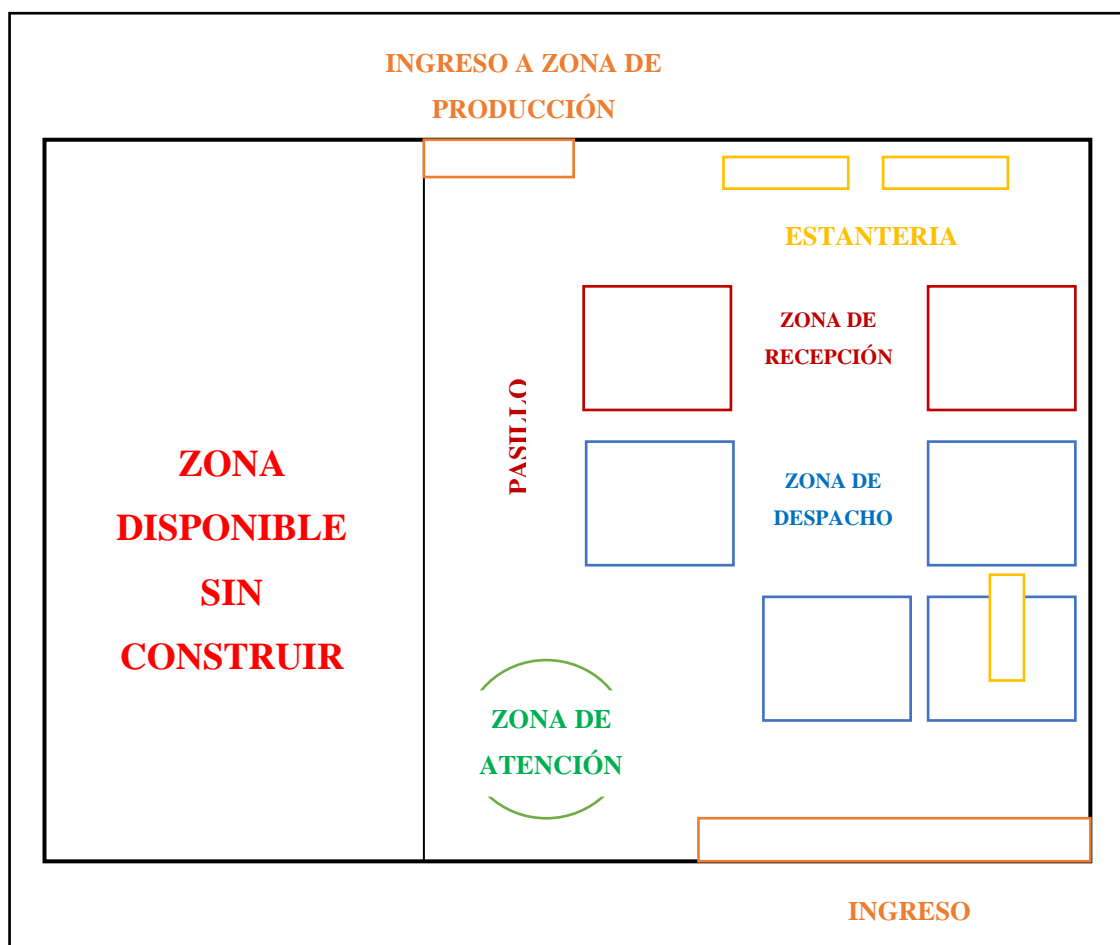 INGRESO A ZONA DE
PRODUCCIÓN
ESTANTERIA
ZONA DE
RECEPCIÓN
PASILLO
ZONA DE
DESPACHO
ZONA
DISPONIBLE
SIN
CONSTRUIR
ZONA DE
ATENCIÓN
INGRESO